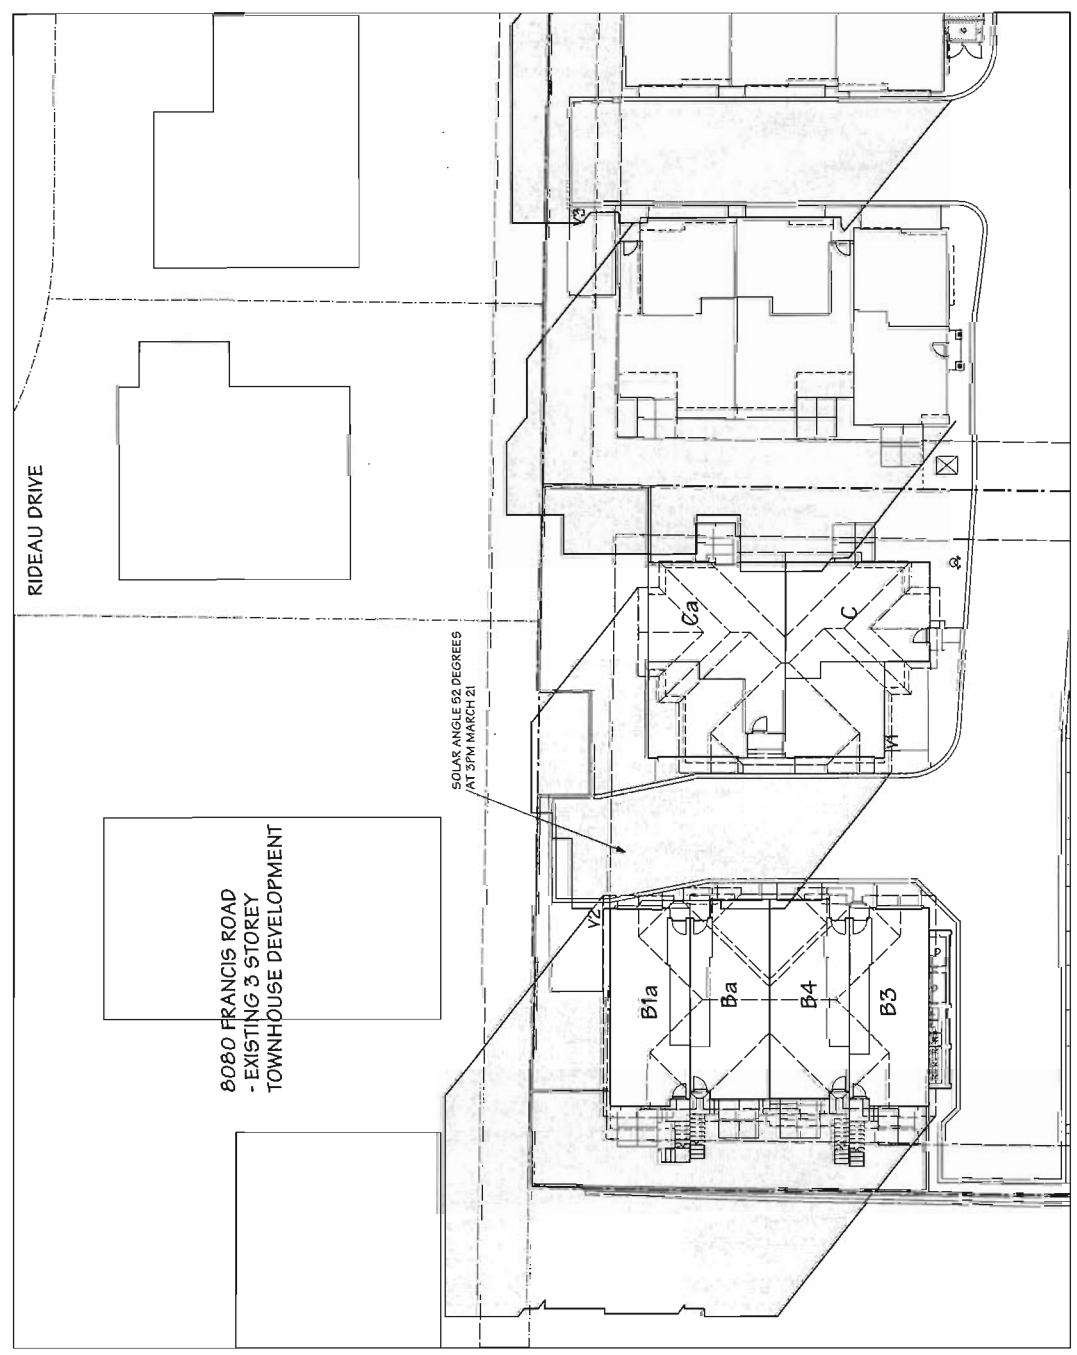 RIDEAU DRIVE
8080 FRANCIS ROAD
- EXISTING 3 STOREY
TOWNHOUSE DEVELOPMENT
SOLAR ANGLE 52 DEGREES
AT 3PM MARCH 21
V3
Ca
C
V1
V2
B1a
Ba
B4
B3
P